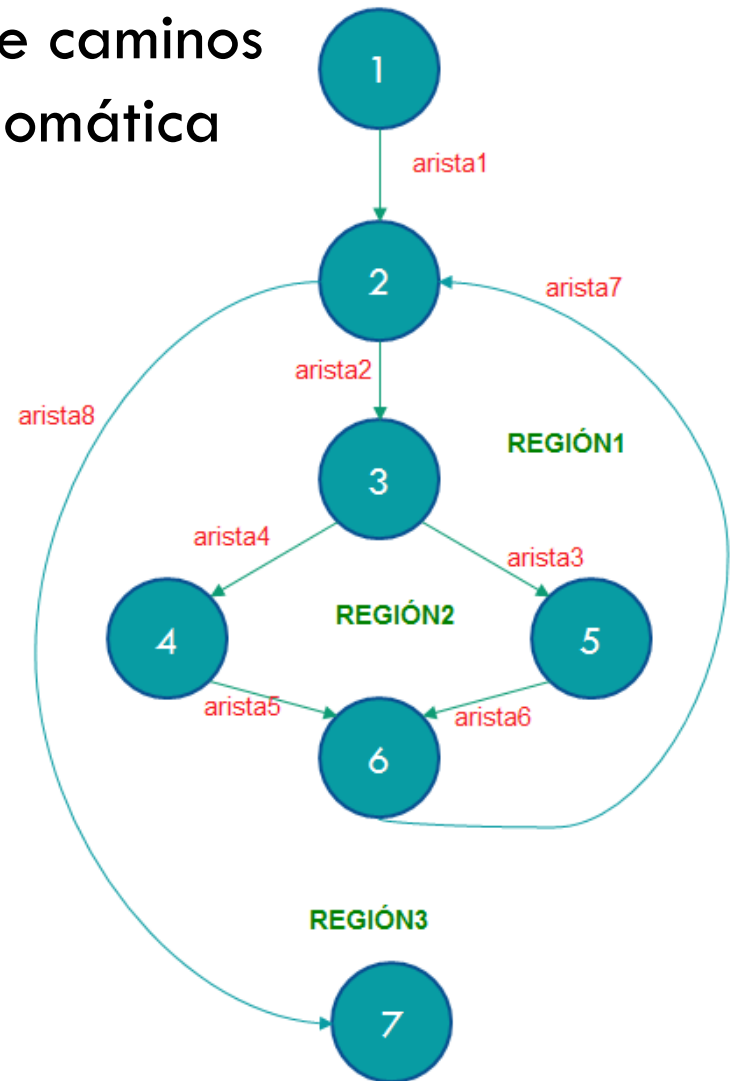 e caminos
1
omática
arista1
2
arista7
arista2
arista8
REGIÓN1
3
arista4
arista3
REGIÓN2
4
5
arista5
arista6
6
REGIÓN3
7